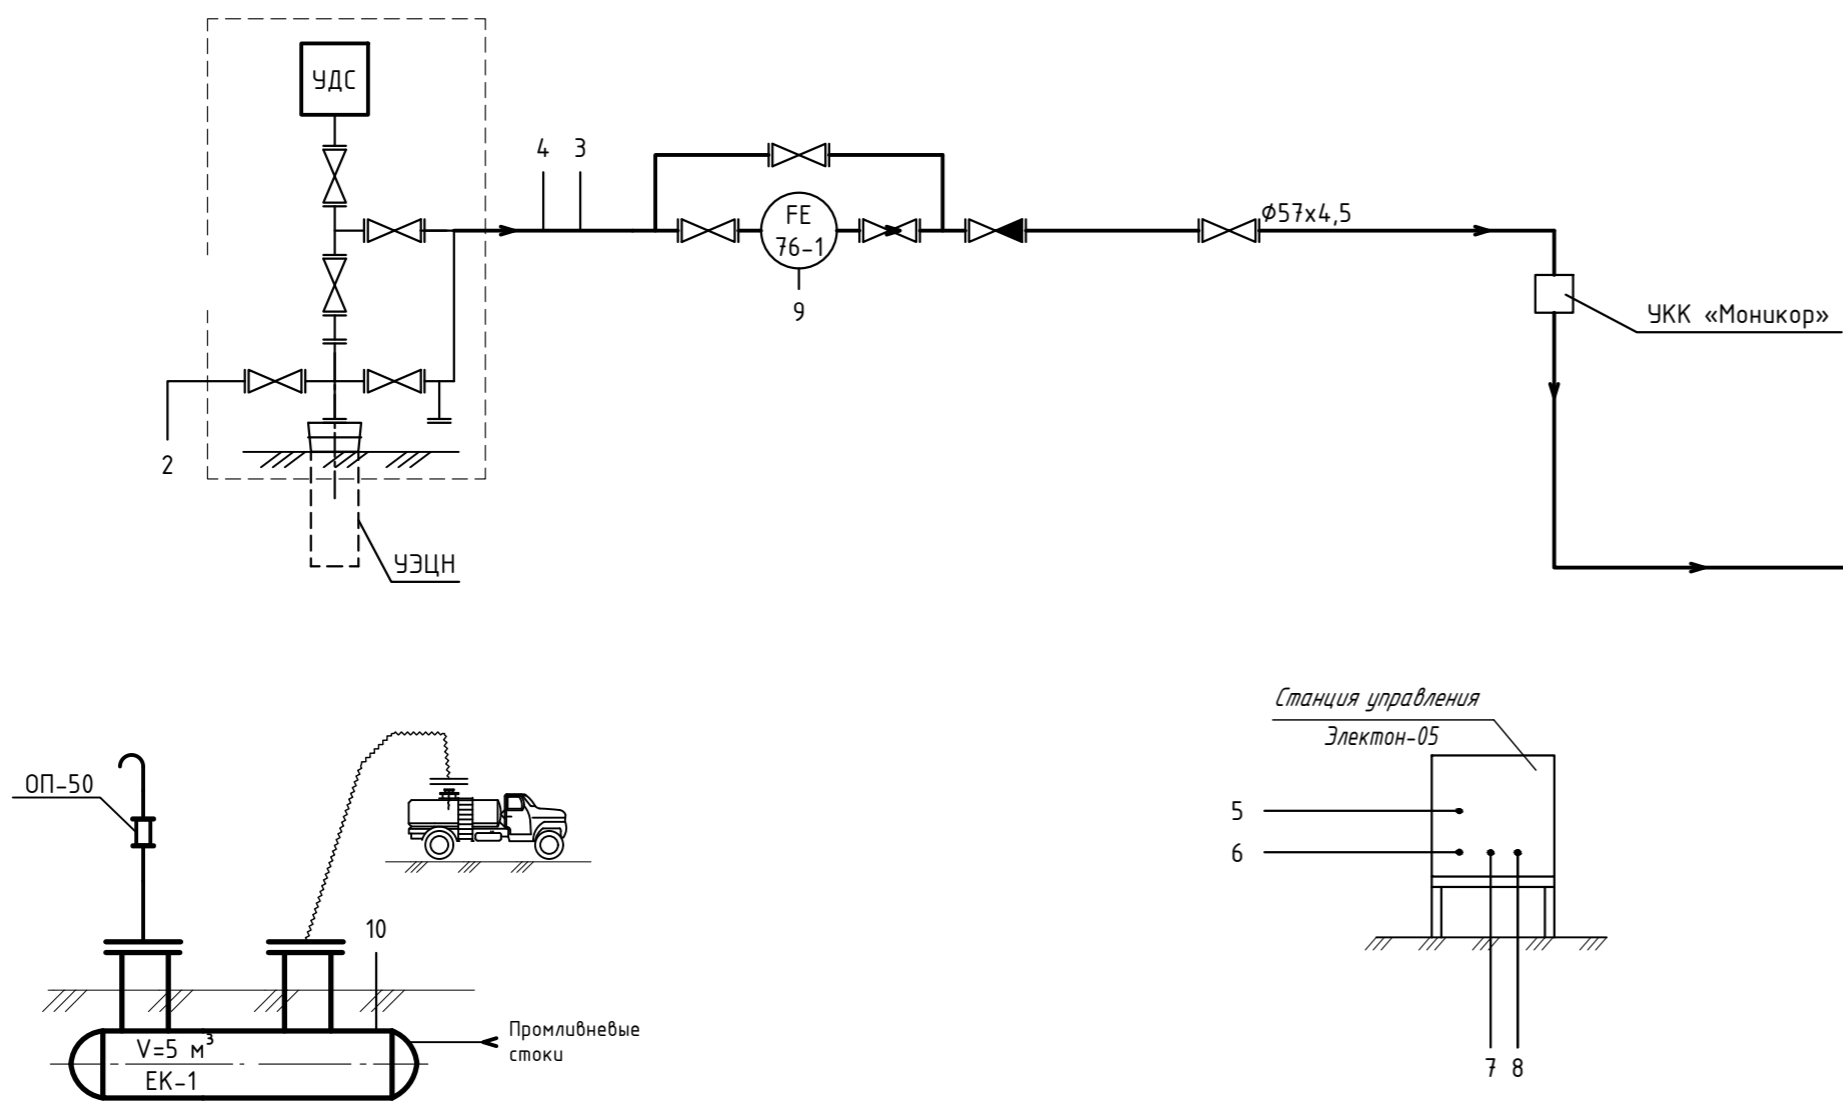 УДС
4
3
FE
76-1
9
Ф57х4,5
УКК «Моникор»
2
УЭЦН
Станция управления
Электон-05
ОП-50
5
6
10
Промливневые
стоки
V=5 м³
ЕК-1
7
8